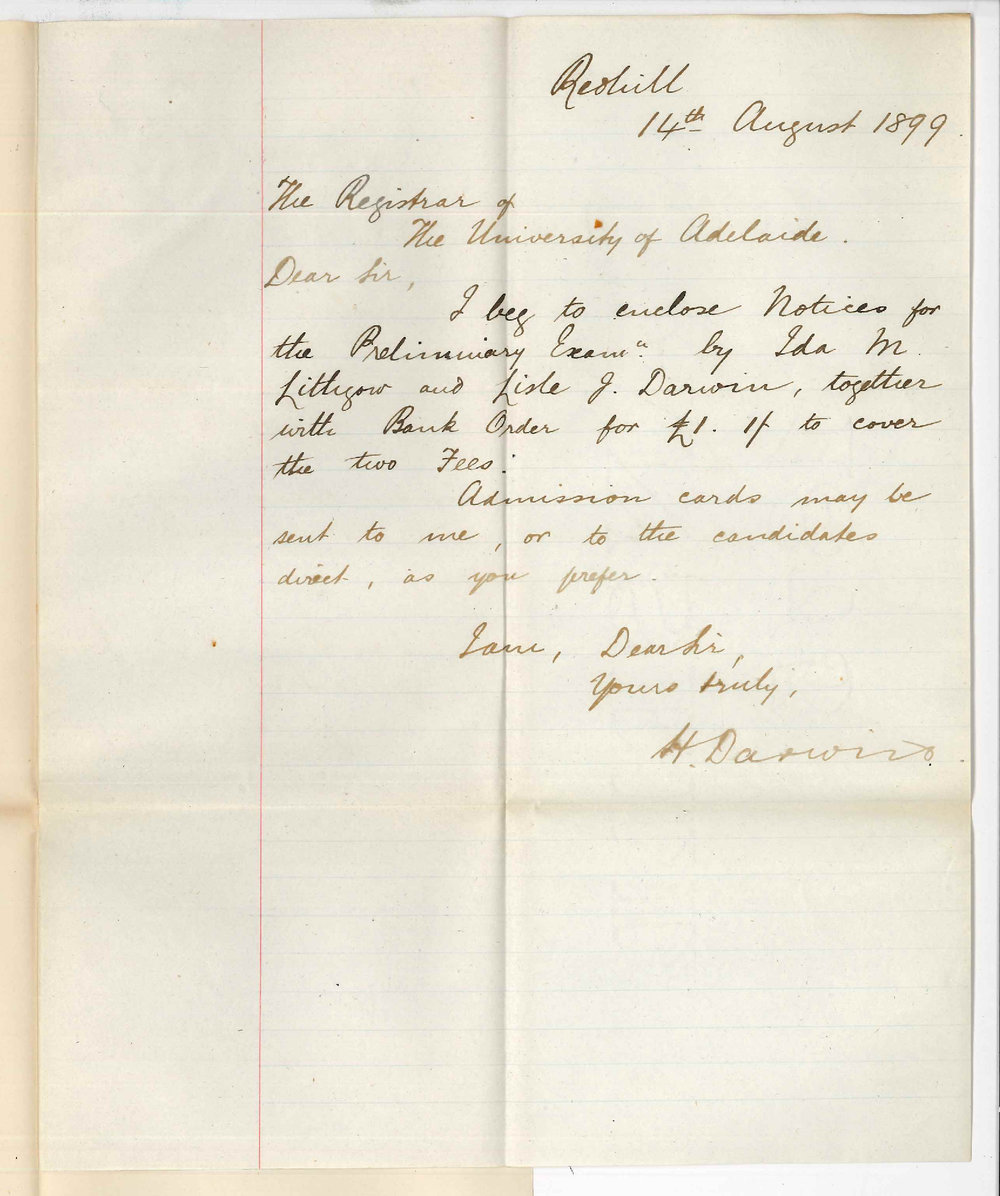 Redhill
14th August 1899.
The Registrar of
The University of Adelaide.
Dear Sir,
I beg to enclose Notices for
the Preliminary Examn. by Ida M.
Lithgow and Lisle J. Darwin, together
with Bank Order for £1. 1/ to cover
the two Fees.
Admission cards may be
sent to me, or to the candidates
direct, as you prefer.
I am, Dear Sir,
Yours truly,
H. Darwin.